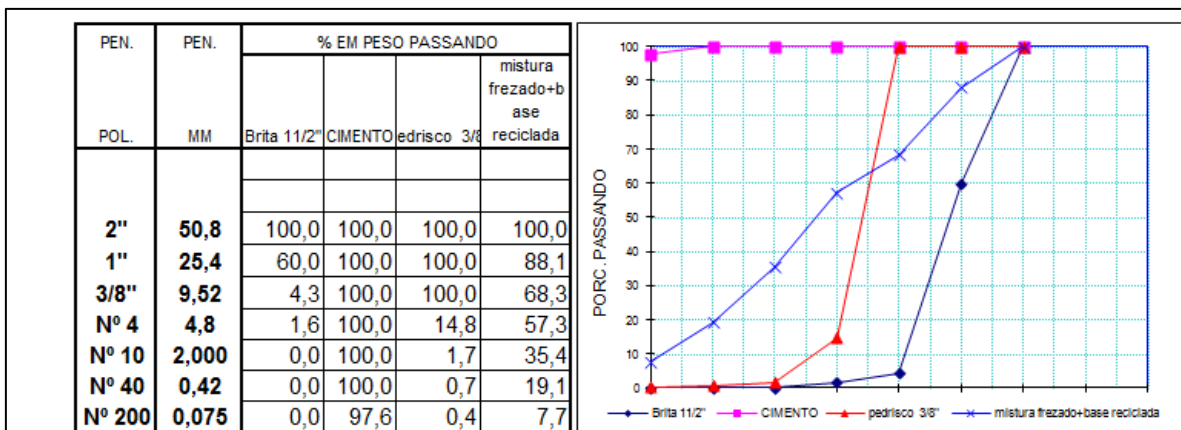 PEN. PEN. % EM PESO PASSANDO
mistura
frezado+b
ase
POL. MM Brita 11/2" CIMENTO edrisco 3/8 reciclada
2" 50,8 100,0 100,0 100,0 100,0
1" 25,4 60,0 100,0 100,0 88,1
3/8" 9,52 4,3 100,0 100,0 68,3
Nº 4 4,8 1,6 100,0 14,8 57,3
Nº 10 2,000 0,0 100,0 1,7 35,4
Nº 40 0,42 0,0 100,0 0,7 19,1
Nº 200 0,075 0,0 97,6 0,4 7,7
PORC. PASSANDO
100
90
80
70
60
50
40
30
20
10
0
Brita 11/2" CIMENTO pedrisco 3/8" mistura frezado+base reciclada